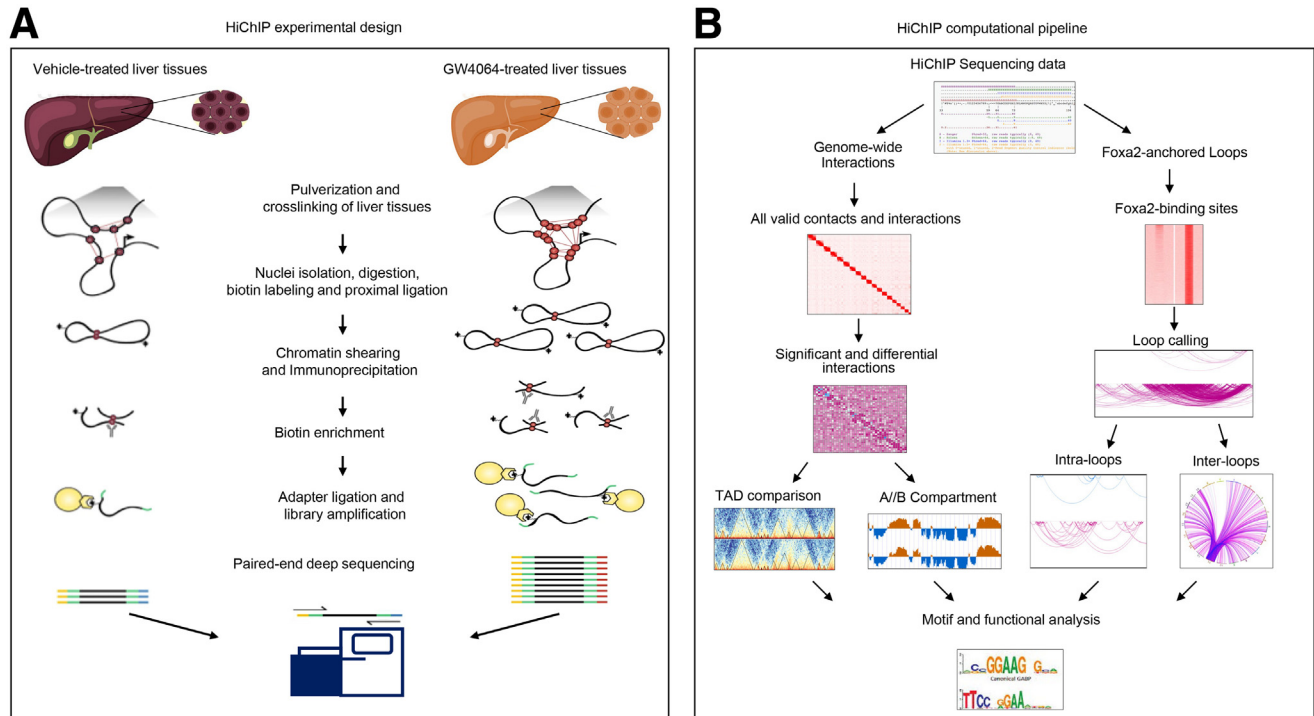 A
HiChIP experimental design
Vehicle-treated liver tissues
GW4064-treated liver tissues
Pulverization and
crosslinking of liver tissues
Nuclei isolation, digestion,
biotin labeling and proximal ligation
Chromatin shearing
and Immunoprecipitation
Biotin enrichment
Adapter ligation and
library amplification
Paired-end deep sequencing
B
HiChIP computational pipeline
HiChIP Sequencing data
Genome-wide
Interactions
Foxa2-anchored Loops
All valid contacts and interactions
Foxa2-binding sites
Significant and differential
interactions
Loop calling
TAD comparison
A//B Compartment
Intra-loops
Inter-loops
Motif and functional analysis
GGAAG
Canonical GABP
TTCC GGAA